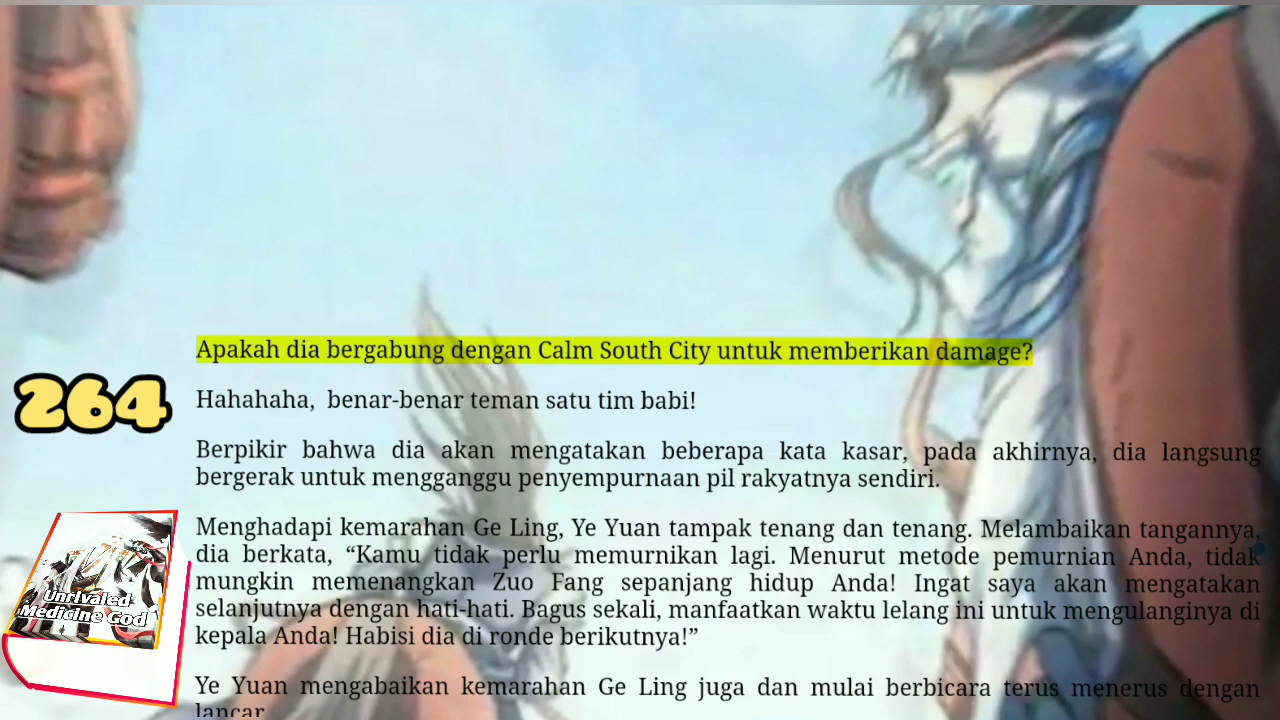 Apakah dia bergabung dengan Calm South City untuk memberikan damage?
264
Hahahaha, benar-benar teman satu tim babi!
Berpikir bahwa dia akan mengatakan beberapa kata kasar, pada akhirnya, dia langsung
bergerak untuk mengganggu penyempurnaan pil rakyatnya sendiri.
Menghadapi kemarahan Ge Ling, Ye Yuan tampak tenang dan tenang. Melambaikan tangannya,
dia berkata, “Kamu tidak perlu memurnikan lagi. Menurut metode pemurnian Anda, tidak
mungkin memenangkan Zuo Fang sepanjang hidup Anda! Ingat saya akan mengatakan
selanjutnya dengan hati-hati. Bagus sekali, manfaatkan waktu lelang ini untuk mengulanginya di
kepala Anda! Habisi dia di ronde berikutnya!”
Unrivaled
Medicine God
Ye Yuan mengabaikan kemarahan Ge Ling juga dan mulai berbicara terus menerus dengan
lancar